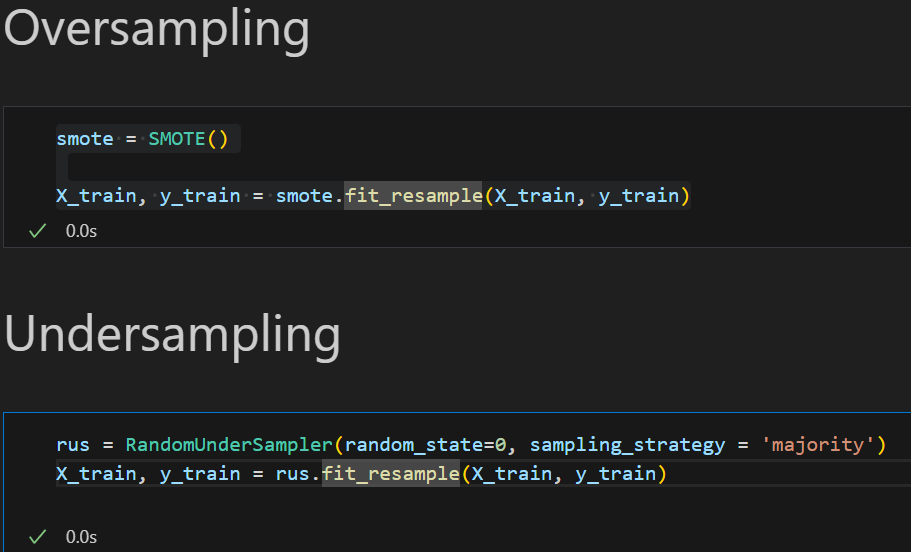 Oversampling
smote = SMOTE()
X_train, y_train = smote.fit_resample(X_train, y_train)
0.0s
Undersampling
rus = RandomUnderSampler(random_state=0, sampling_strategy = 'majority')
X_train, y_train = rus.fit_resample(X_train, y_train)
0.0s